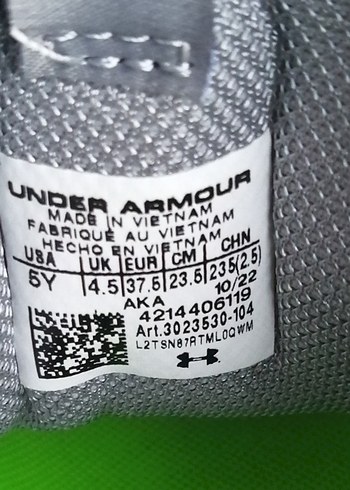 UNDER ARMOUR
MADE IN VIETNAM
FABRIQUE AU VIETNAM
HECHO EN VIETNAM
USA UK EUR CM CHN
5Y 4.5 37.5 23.5 235(2.5)
10/22
AKA
4214406119
Art.3023530-104
L2TSN87RTML0QWM